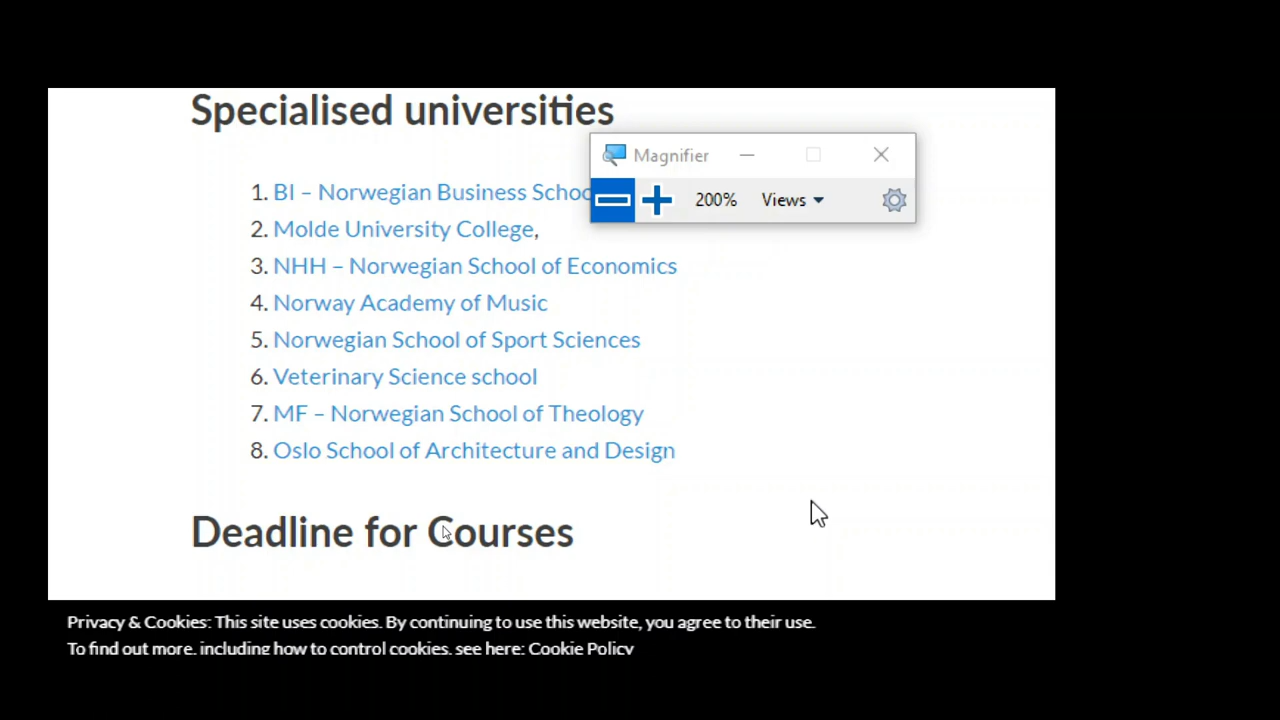 Specialised universities
Magnifier
200% Views
1. BI – Norwegian Business Schoo
2. Molde University College,
3. NHH – Norwegian School of Economics
4. Norway Academy of Music
5. Norwegian School of Sport Sciences
6. Veterinary Science school
7. MF – Norwegian School of Theology
8. Oslo School of Architecture and Design
Deadline for Courses
Privacy & Cookies: This site uses cookies. By continuing to use this website, you agree to their use.
To find out more, including how to control cookies, see here: Cookie Policy